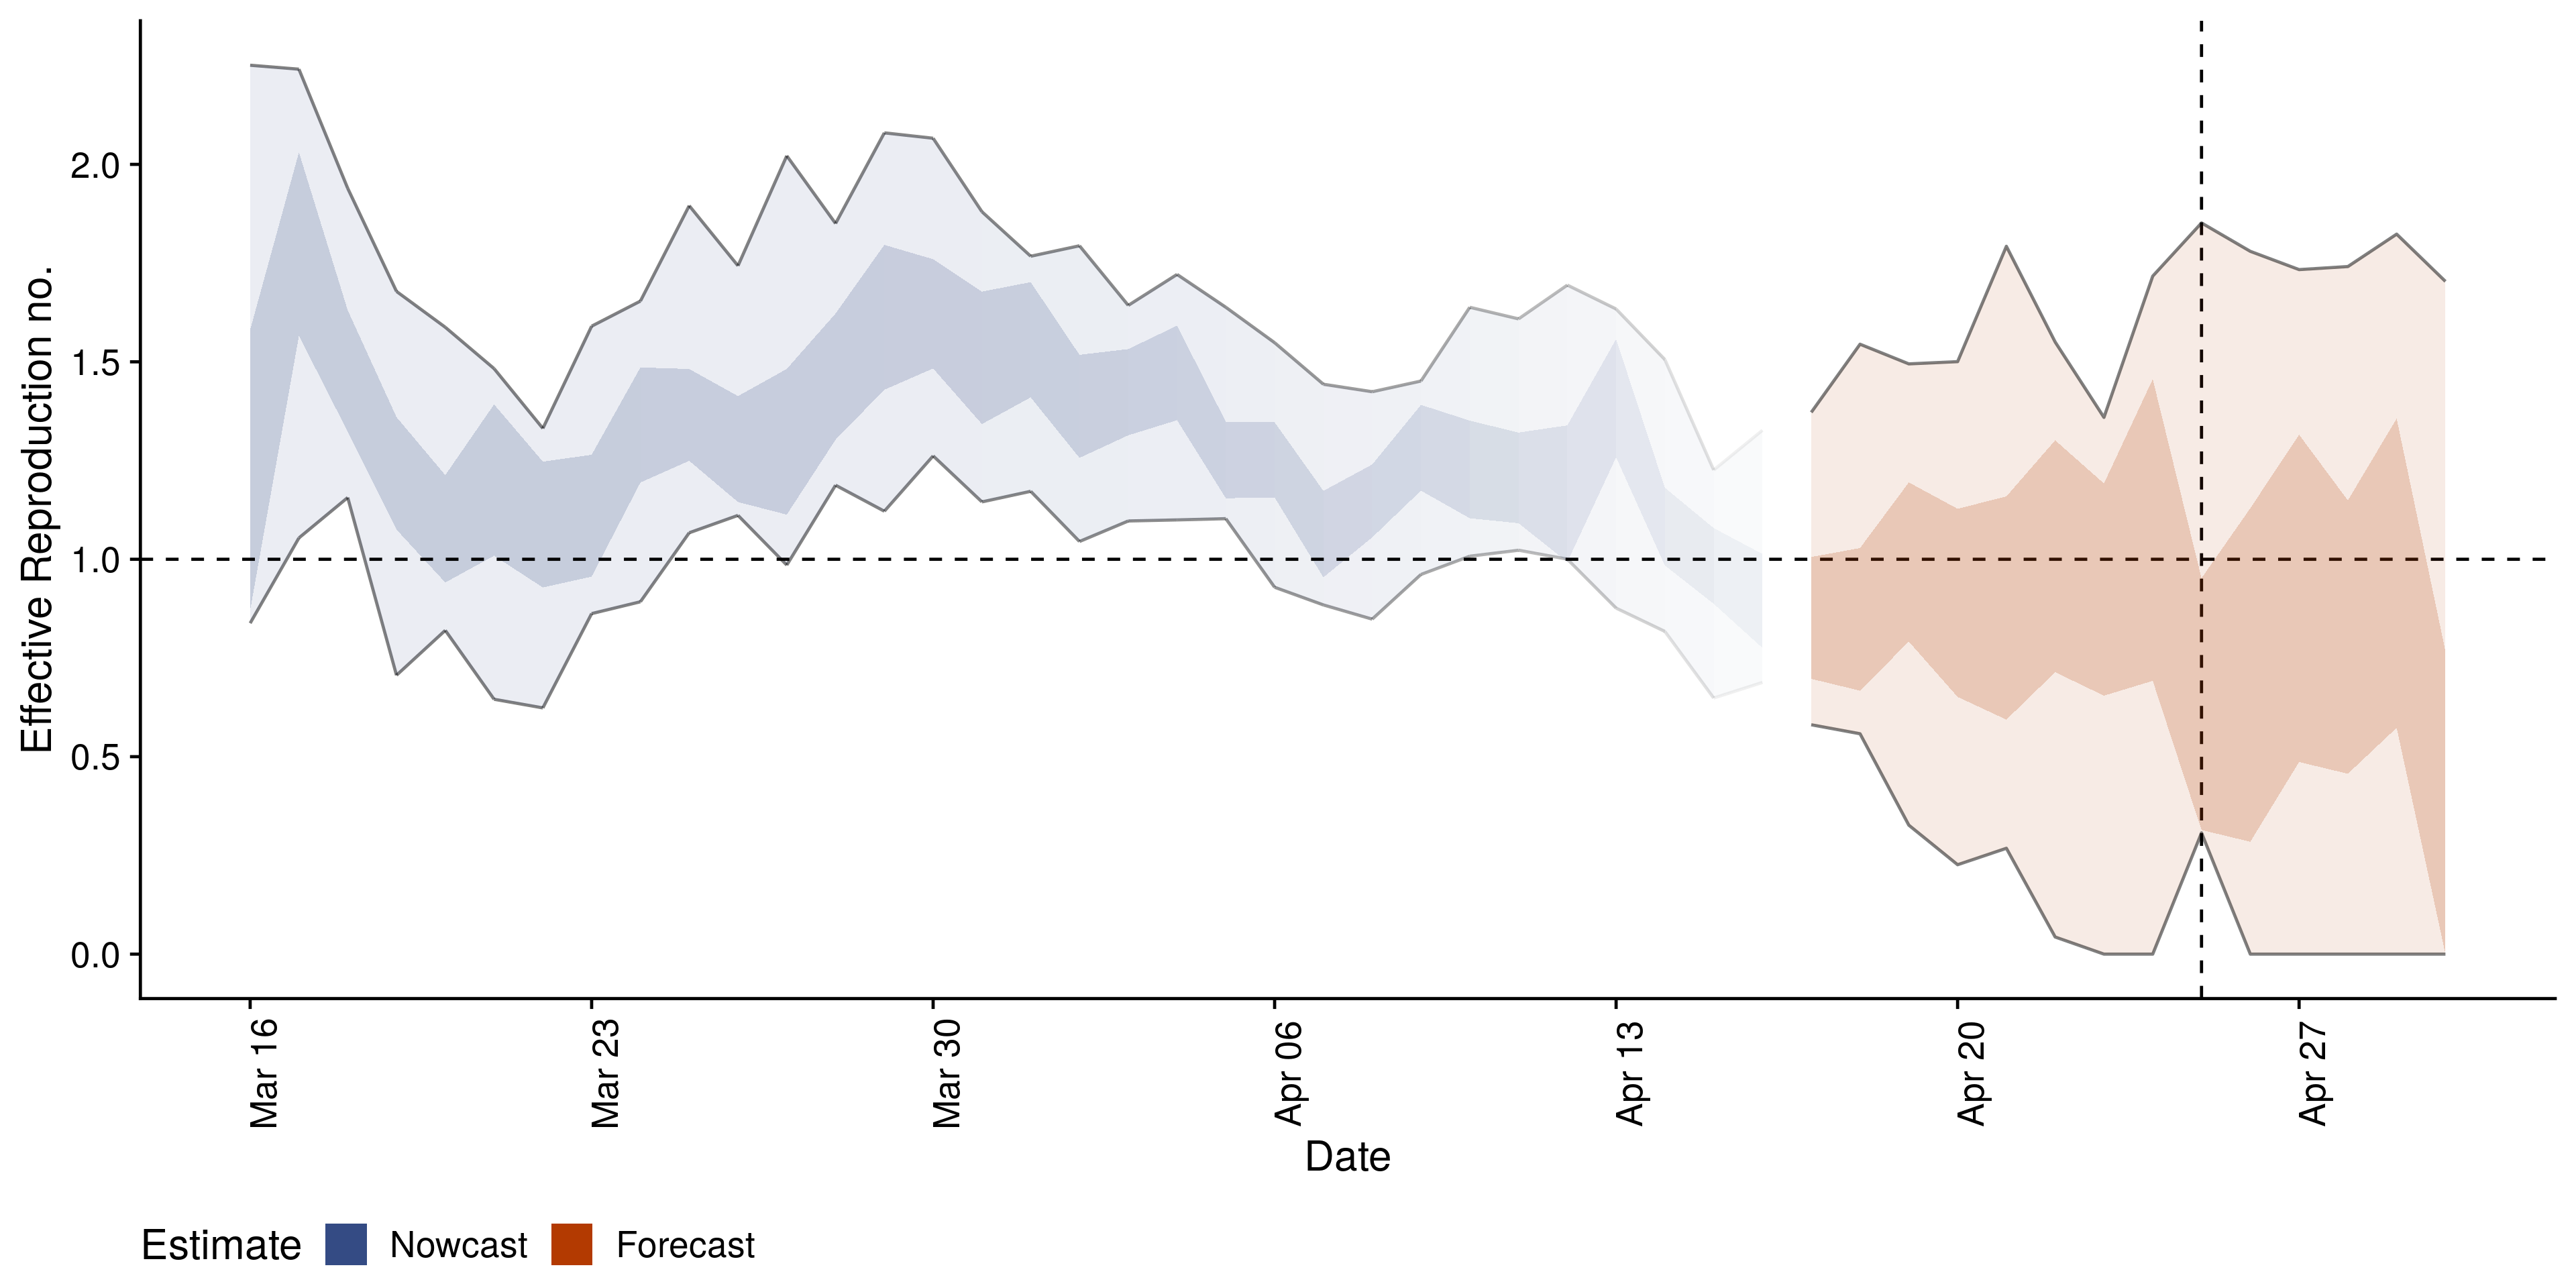 Effective Reproduction no.
2.0
1.5
1.0
0.5
0.0
Mar 16
Mar 23
Mar 30
Apr 06
Apr 13
Apr 20
Apr 27
Date
Estimate Nowcast Forecast